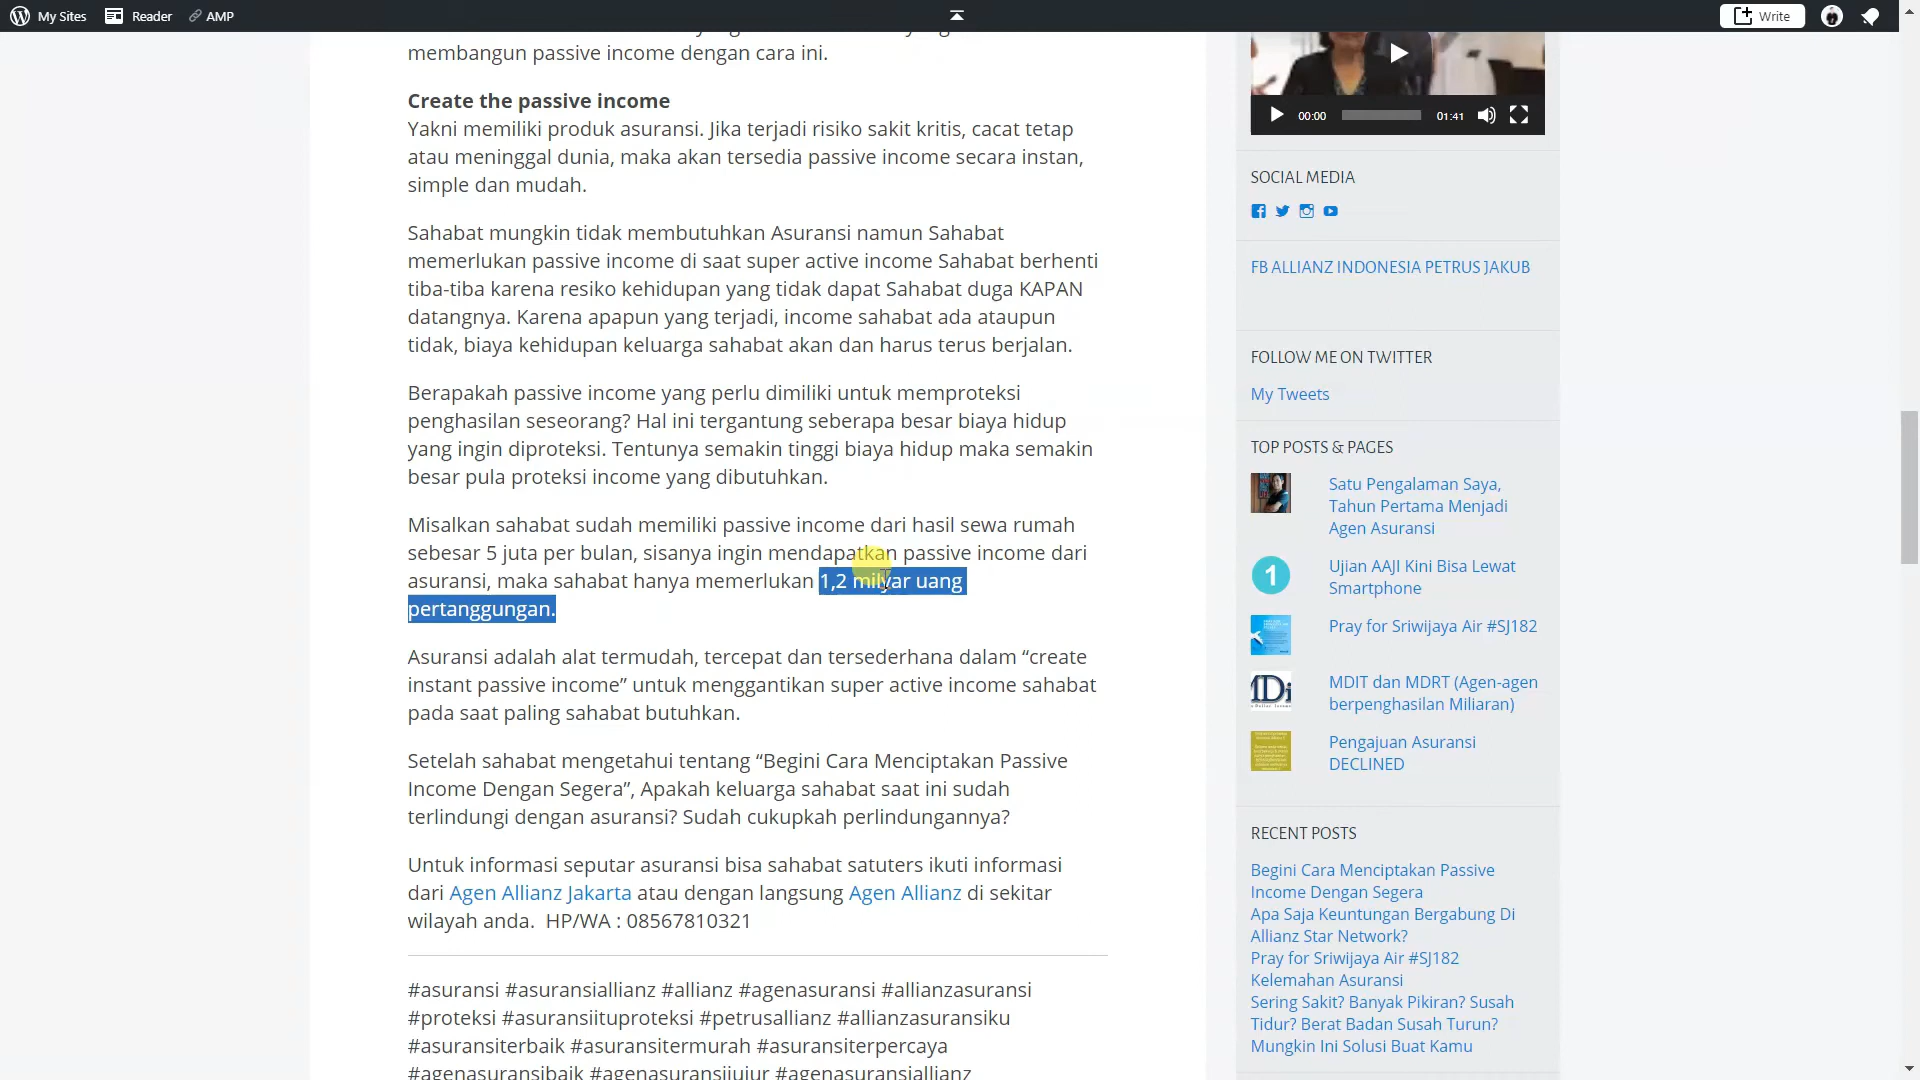 My Sites
Reader
AMP
Write
membangun passive income dengan cara ini.
Create the passive income
Yakni memiliki produk asuransi. Jika terjadi risiko sakit kritis, cacat tetap
atau meninggal dunia, maka akan tersedia passive income secara instan,
simple dan mudah.
Sahabat mungkin tidak membutuhkan Asuransi namun Sahabat
memerlukan passive income di saat super active income Sahabat berhenti
tiba-tiba karena resiko kehidupan yang tidak dapat Sahabat duga KAPAN
datangnya. Karena apapun yang terjadi, income sahabat ada ataupun
tidak, biaya kehidupan keluarga sahabat akan dan harus terus berjalan.
Berapakah passive income yang perlu dimiliki untuk memproteksi
penghasilan seseorang? Hal ini tergantung seberapa besar biaya hidup
yang ingin diproteksi. Tentunya semakin tinggi biaya hidup maka semakin
besar pula proteksi income yang dibutuhkan.
Misalkan sahabat sudah memiliki passive income dari hasil sewa rumah
sebesar 5 juta per bulan, sisanya ingin mendapatkan passive income dari
asuransi, maka sahabat hanya memerlukan 1,2 milyar uang
pertanggungan.
Asuransi adalah alat termudah, tercepat dan tersederhana dalam “create
instant passive income” untuk menggantikan super active income sahabat
pada saat paling sahabat butuhkan.
Setelah sahabat mengetahui tentang “Begini Cara Menciptakan Passive
Income Dengan Segera”, Apakah keluarga sahabat saat ini sudah
terlindungi dengan asuransi? Sudah cukupkah perlindungannya?
Untuk informasi seputar asuransi bisa sahabat satuters ikuti informasi
dari Agen Allianz Jakarta atau dengan langsung Agen Allianz di sekitar
wilayah anda.  HP/WA : 08567810321
#asuransi #asuransiallianz #allianz #agenasuransi #allianzasuransi
#proteksi #asuransiituproteksi #petrusallianz #allianzasuransiku
#asuransiterbaik #asuransitermurah #asuransiterpercaya
#agenasuransibaik #agenasuransijujur #agenasuransiallianz
00:00
01:41
SOCIAL MEDIA
FB ALLIANZ INDONESIA PETRUS JAKUB
FOLLOW ME ON TWITTER
My Tweets
TOP POSTS & PAGES
Satu Pengalaman Saya,
Tahun Pertama Menjadi
Agen Asuransi
1
Ujian AAJI Kini Bisa Lewat
Smartphone
Pray for Sriwijaya Air #SJ182
MDIT dan MDRT (Agen-agen
berpenghasilan Miliaran)
Pengajuan Asuransi
DECLINED
RECENT POSTS
Begini Cara Menciptakan Passive
Income Dengan Segera
Apa Saja Keuntungan Bergabung Di
Allianz Star Network?
Pray for Sriwijaya Air #SJ182
Kelemahan Asuransi
Sering Sakit? Banyak Pikiran? Susah
Tidur? Berat Badan Susah Turun?
Mungkin Ini Solusi Buat Kamu